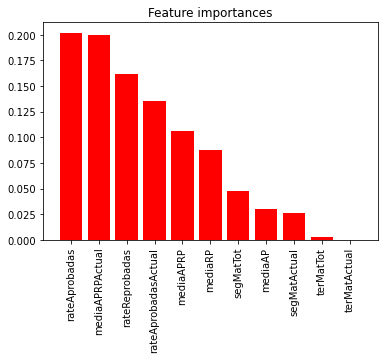 Feature importances
0.200
0.175
0.150
0.125
0.100
0.075
0.050
0.025
0.000
rateAprobadas
mediaAPRPActual
rateReprobadas
rateAprobadasActual
mediaAPRP
mediaRP
segMatTot
mediaAP
segMatActual
terMatTot
terMatActual